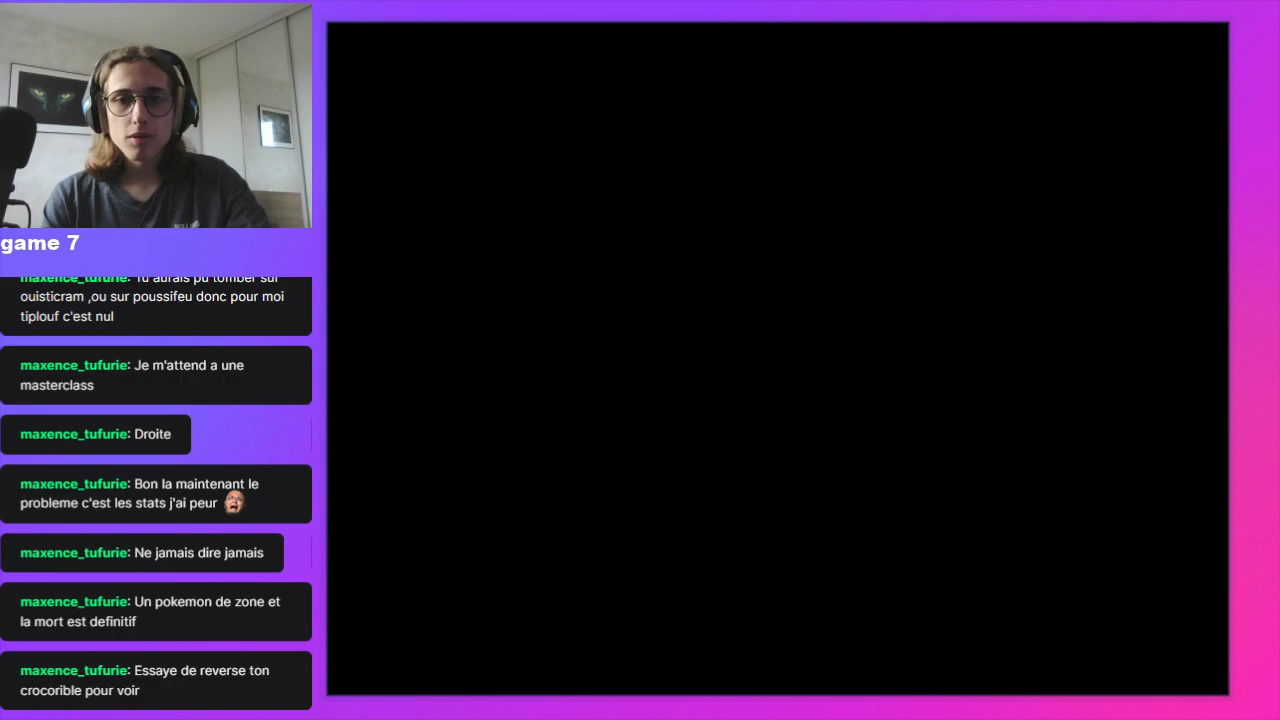 game 7
maxence_tufurie: Tu aurais pu tomber sur
ouisticram ,ou sur poussifeu donc pour moi
tiplouf c'est nul
maxence_tufurie: Je m'attend a une
masterclass
maxence_tufurie: Droite
maxence_tufurie: Bon la maintenant le
probleme c'est les stats j'ai peur
maxence_tufurie: Ne jamais dire jamais
maxence_tufurie: Un pokemon de zone et
la mort est definitif
maxence_tufurie: Essaye de reverse ton
crocorible pour voir